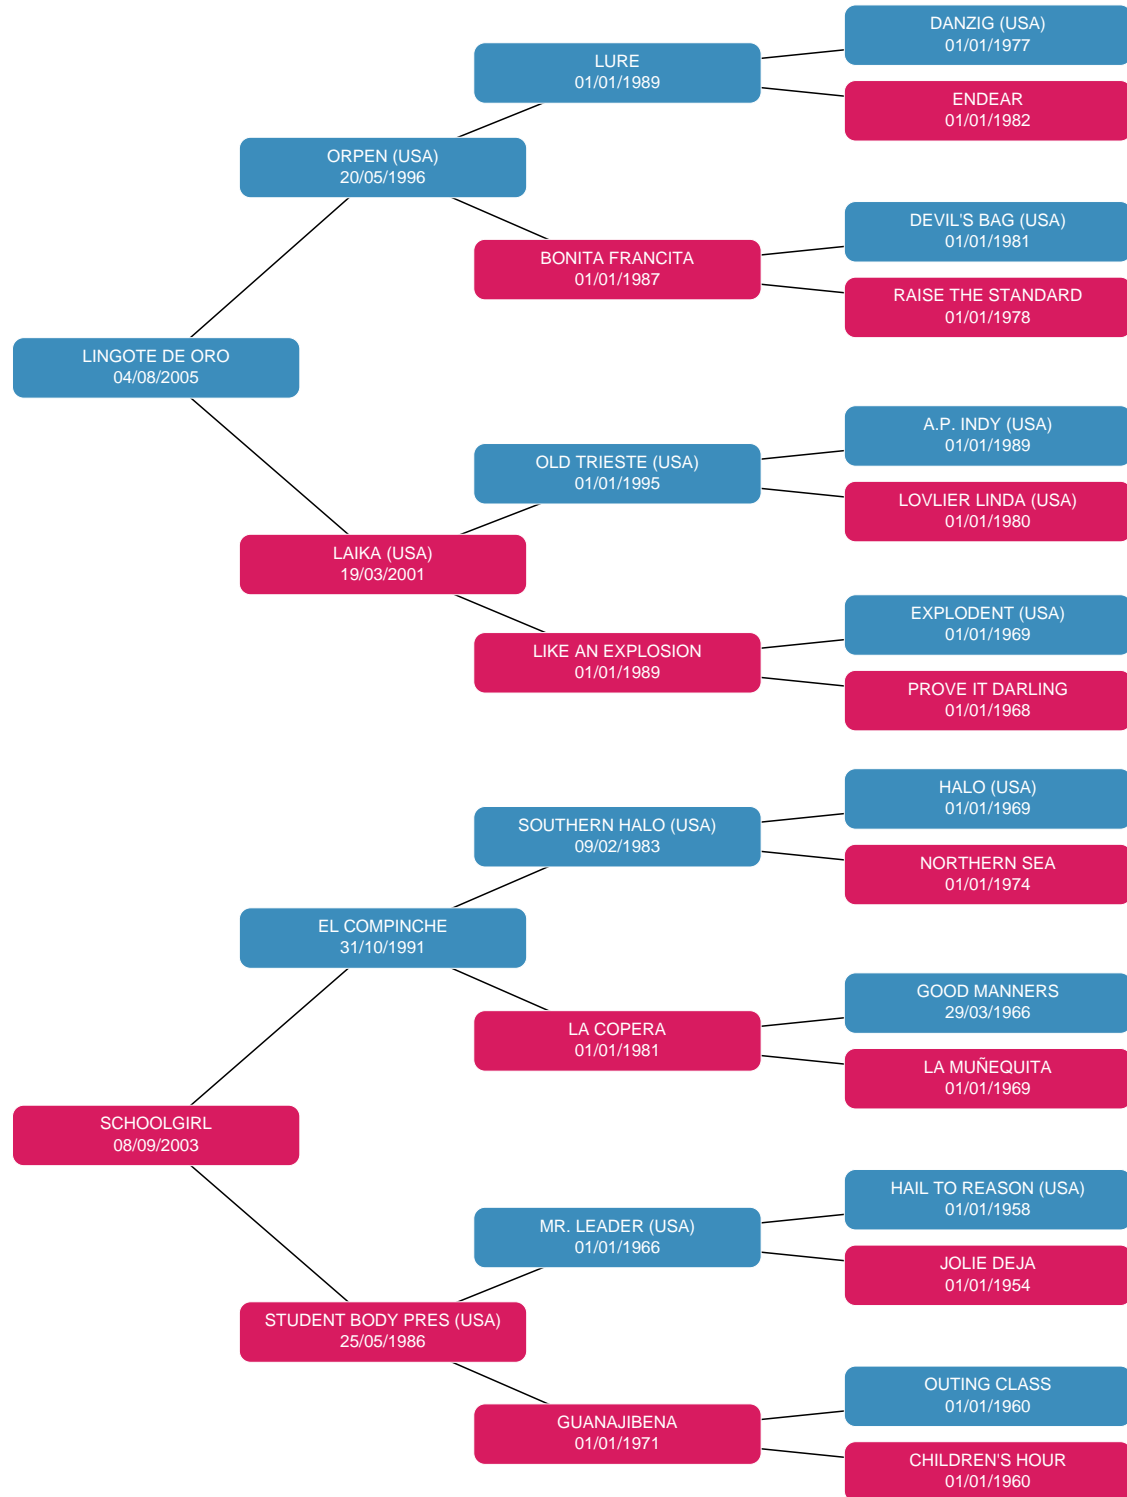 DANZIG (USA)
01/01/1977
LURE
01/01/1989
ENDEAR
01/01/1982
ORPEN (USA)
20/05/1996
DEVIL'S BAG (USA)
01/01/1981
BONITA FRANCITA
01/01/1987
RAISE THE STANDARD
01/01/1978
LINGOTE DE ORO
04/08/2005
A.P. INDY (USA)
01/01/1989
OLD TRIESTE (USA)
01/01/1995
LOVLIER LINDA (USA)
01/01/1980
LAIKA (USA)
19/03/2001
EXPLODENT (USA)
01/01/1969
LIKE AN EXPLOSION
01/01/1989
PROVE IT DARLING
01/01/1968
HALO (USA)
01/01/1969
SOUTHERN HALO (USA)
09/02/1983
NORTHERN SEA
01/01/1974
EL COMPINCHE
31/10/1991
GOOD MANNERS
29/03/1966
LA COPERA
01/01/1981
LA MUÑEQUITA
01/01/1969
SCHOOLGIRL
08/09/2003
HAIL TO REASON (USA)
01/01/1958
MR. LEADER (USA)
01/01/1966
JOLIE DEJA
01/01/1954
STUDENT BODY PRES (USA)
25/05/1986
OUTING CLASS
01/01/1960
GUANAJIBENA
01/01/1971
CHILDREN'S HOUR
01/01/1960